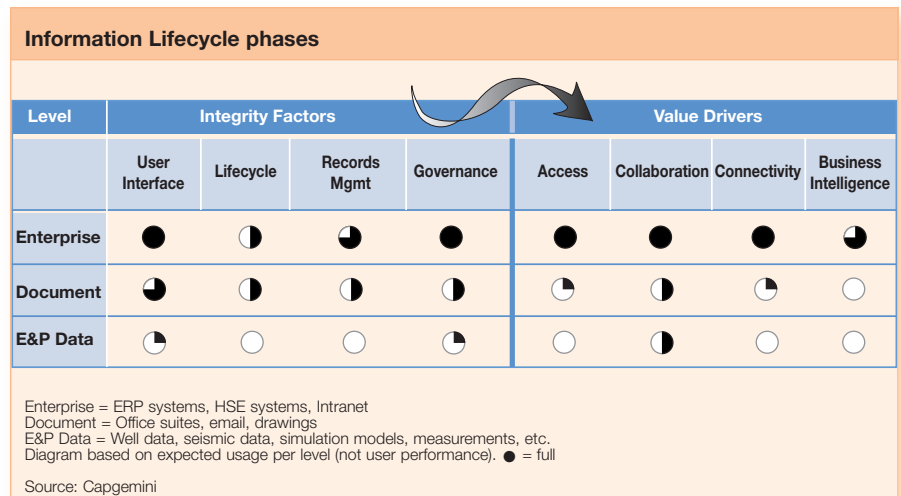 Information Lifecycle phases
Level Integrity Factors Value Drivers
User Interface Lifecycle Records Mgmt Governance Access Collaboration Connectivity Business Intelligence
Enterprise
Document
E&P Data
Enterprise = ERP systems, HSE systems, Intranet
Document = Office suites, email, drawings
E&P Data = Well data, seismic data, simulation models, measurements, etc.
Diagram based on expected usage per level (not user performance). ● = full
Source: Capgemini